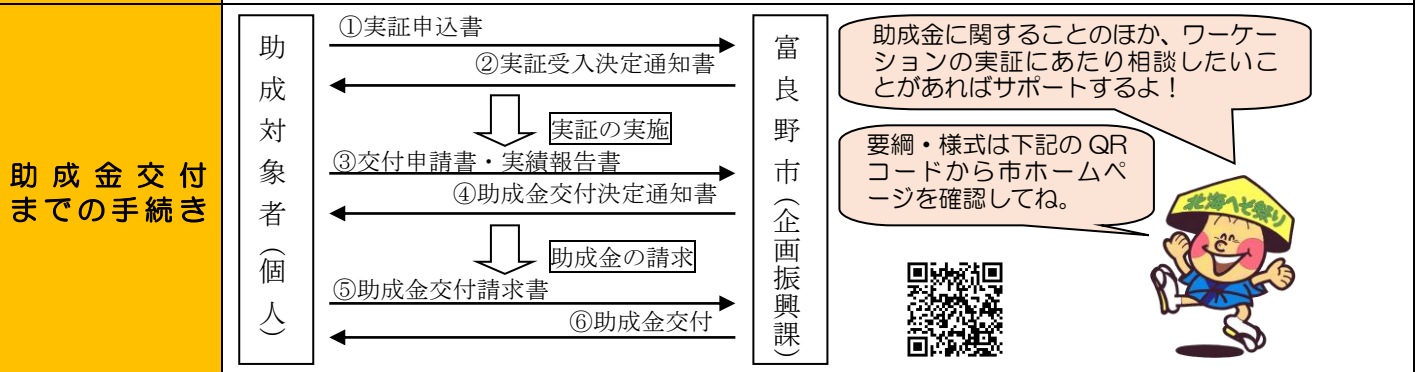 助成金交付
までの手続き
助成対象者（個人）
①実証申込書
②実証受入決定通知書
実証の実施
③交付申請書・実績報告書
④助成金交付決定通知書
助成金の請求
⑤助成金交付請求書
⑥助成金交付
富良野市（企画振興課）
助成金に関することのほか、ワーケー
ションの実証にあたり相談したいこ
とがあればサポートするよ！
要綱・様式は下記の QR
コードから市ホームペ
ージを確認してね。
北海へそ祭り